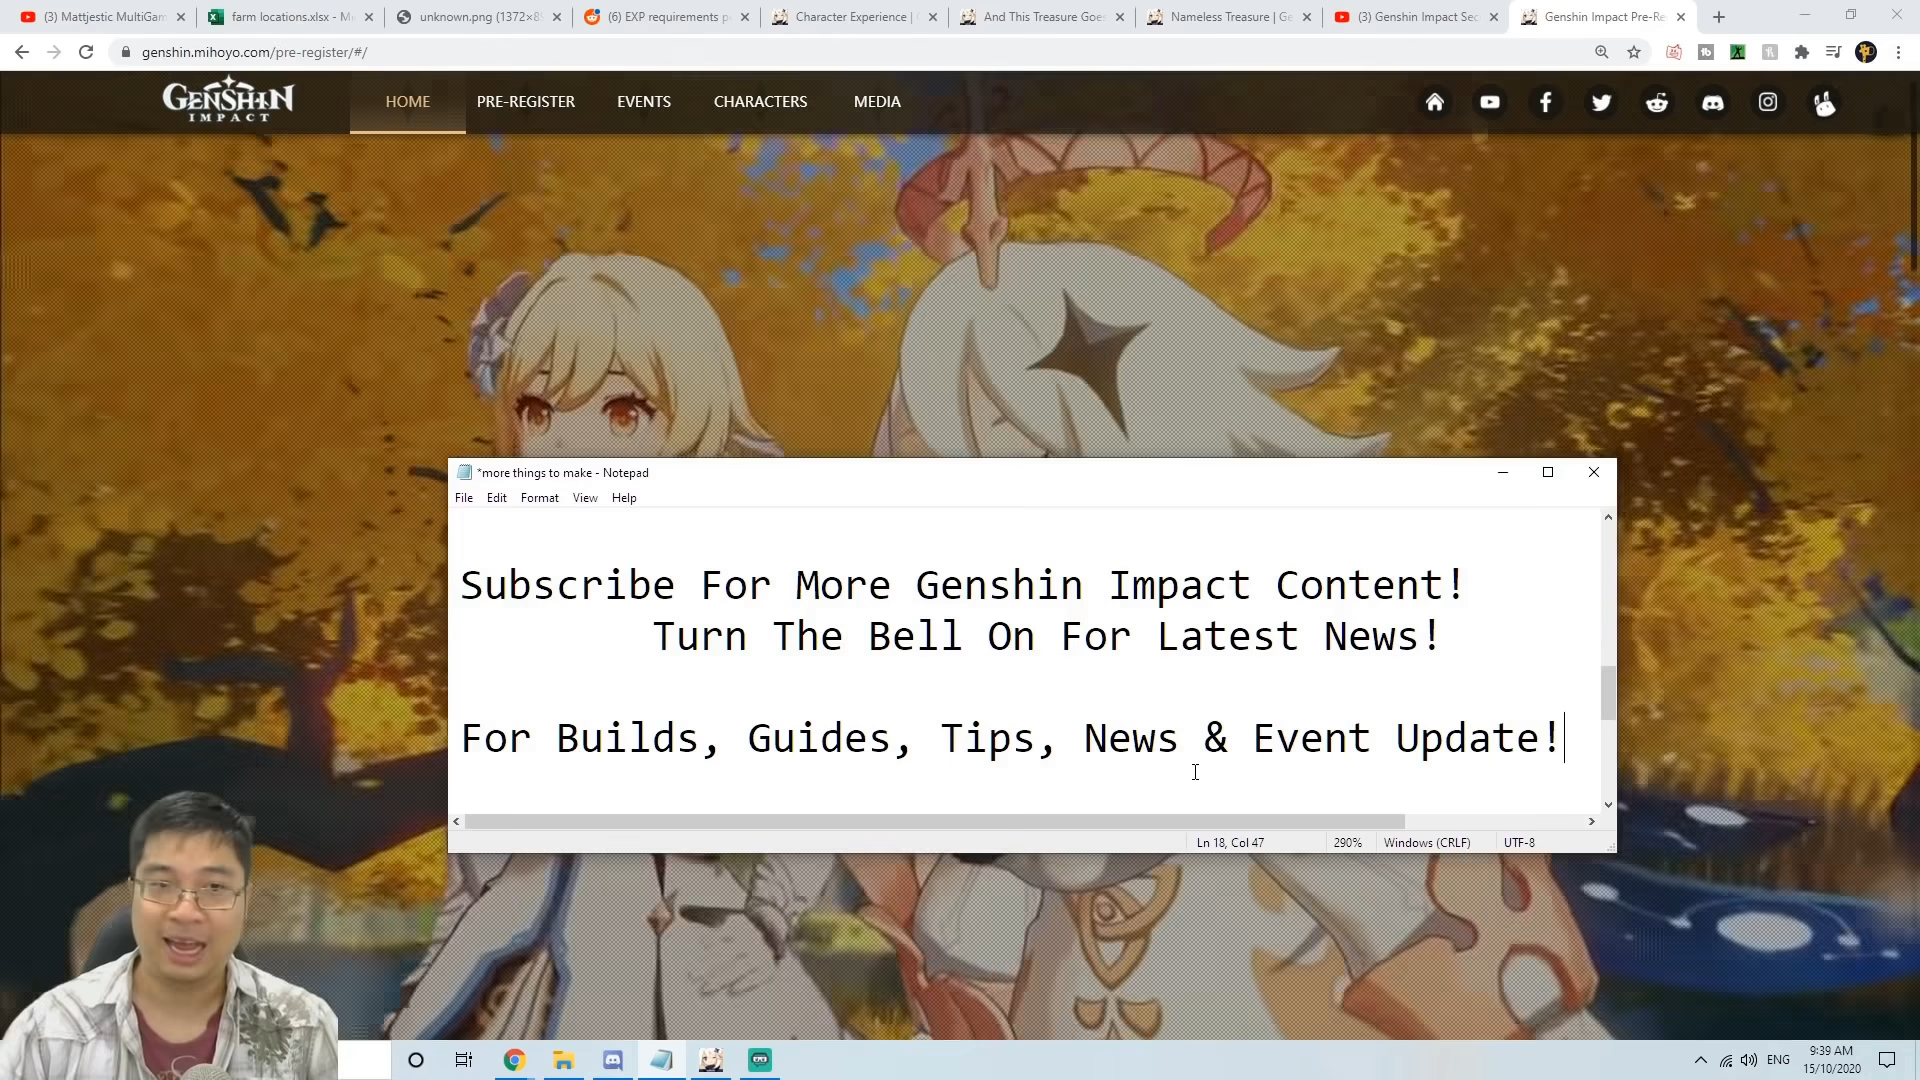 (3) Mattjestic MultiGam
farm locations.xlsx - Mi
unknown.png (1372×85
(6) EXP requirements p
Character Experience | G
And This Treasure Goes
Nameless Treasure | Ge
(3) Genshin Impact Sec
Genshin Impact Pre-Re
genshin.mihoyo.com/pre-register/#/
GENSHIN
IMPACT
HOME
PRE-REGISTER
EVENTS
CHARACTERS
MEDIA
*more things to make - Notepad
File Edit Format View Help
Subscribe For More Genshin Impact Content!
Turn The Bell On For Latest News!
For Builds, Guides, Tips, News & Event Update!
Ln 18, Col 47
290%
Windows (CRLF)
UTF-8
ENG
9:39 AM
15/10/2020